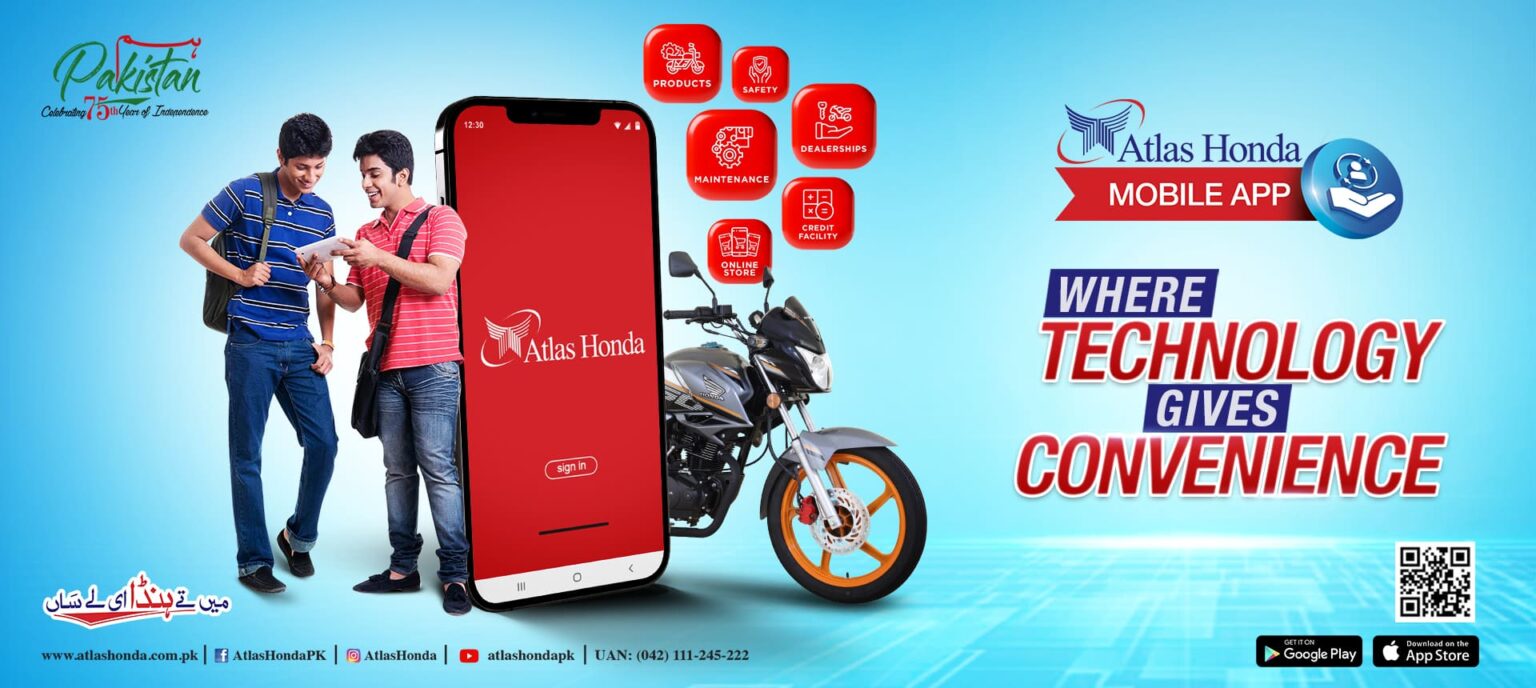 ہم
Pakistan
Celebrating 75th Year of Independence
PRODUCTS
SAFETY
DEALERSHIPS
MAINTENANCE
CREDIT
FACILITY
ONLINE
STORE
12:30
Atlas Honda
sign in
HONDA
Atlas Honda
MOBILE APP
WHERE
TECHNOLOGY
GIVES
CONVENIENCE
میں تے ہنڈا ای لے ساں
www.atlashonda.com.pk | AtlasHondaPK | AtlasHonda | atlashondapk | UAN: (042) 111-245-222
GET IT ON
Google Play
Download on the
App Store